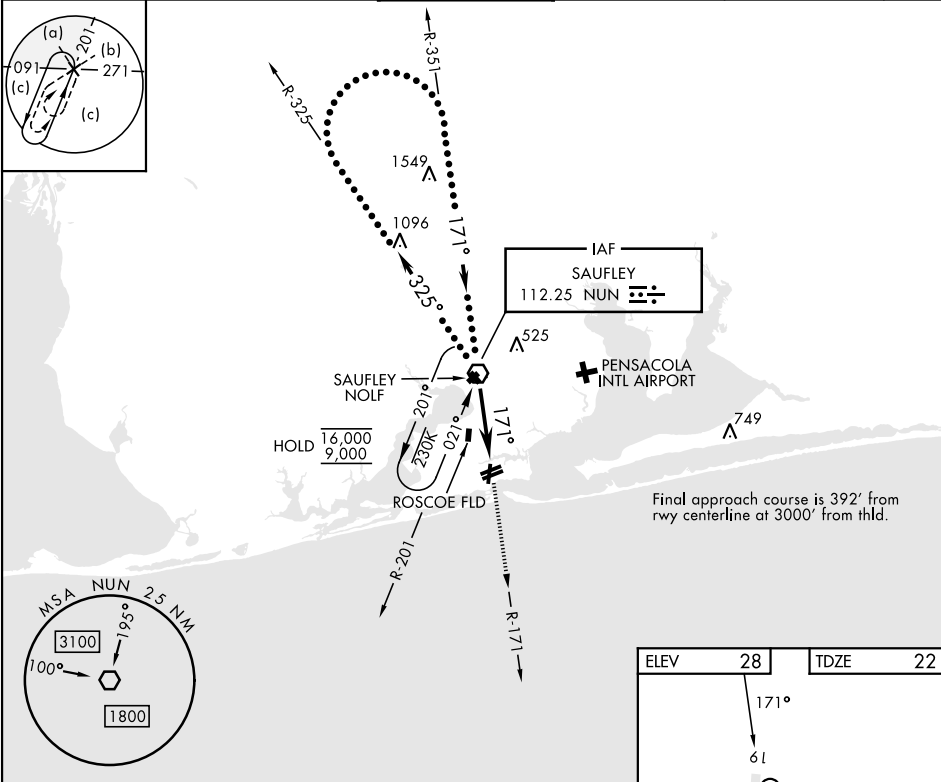 (a)
201
(b)
091
271
(c)
(c)
R-351
R-325
1549
1096
171°
325°
IAF
SAUFLEY
112.25 NUN
525
PENSACOLA
INTL AIRPORT
SAUFLEY
NOLF
201°
230K
021°
171°
HOLD 16,000
9,000
749
ROSCOE FLD
Final approach course is 392' from
rwy centerline at 3000' from thld.
R-201
R-171
MSA NUN 25 NM
3100
195°
100°
1800
ELEV 28
TDZE 22
171°
6L